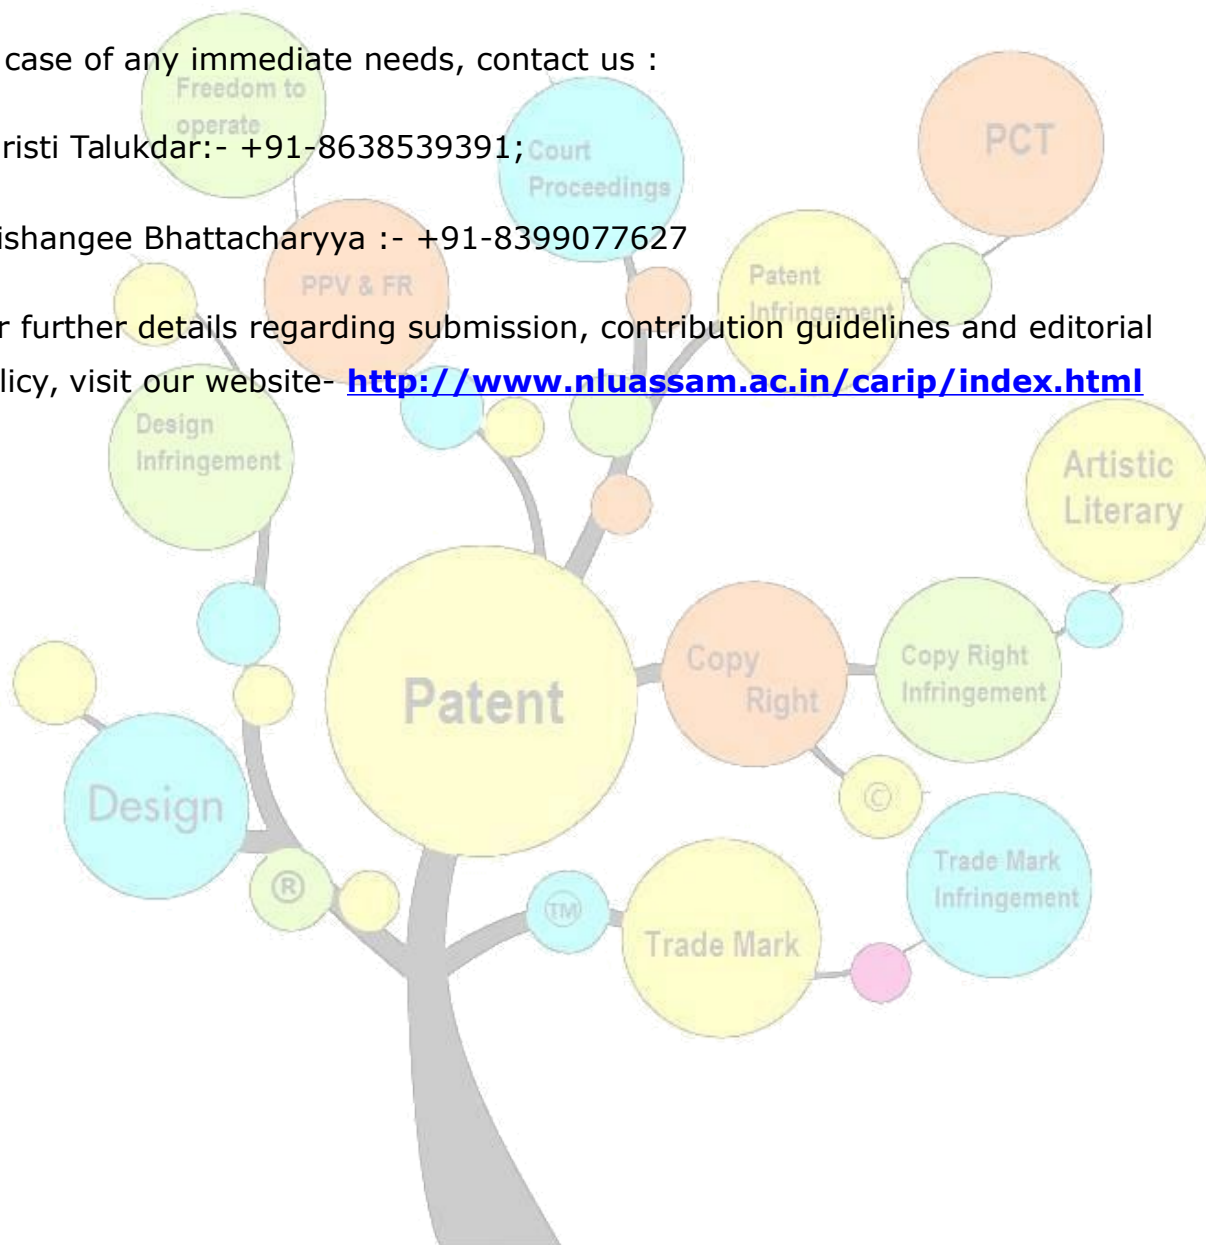 case of any immediate needs, contact us :
Freedom to
operate
risti Talukdar:- +91-8638539391;
Court
Proceedings
PCT
ishangee Bhattacharyya :- +91-8399077627
PPV & FR
Patent
Infringement
r further details regarding submission, contribution guidelines and editorial
licy, visit our website- http://www.nluassam.ac.in/carip/index.html
Design
Infringement
Artistic
Literary
Patent
Copy
Right
Copy Right
Infringement
Design
©
®
TM
Trade Mark
Trade Mark
Infringement